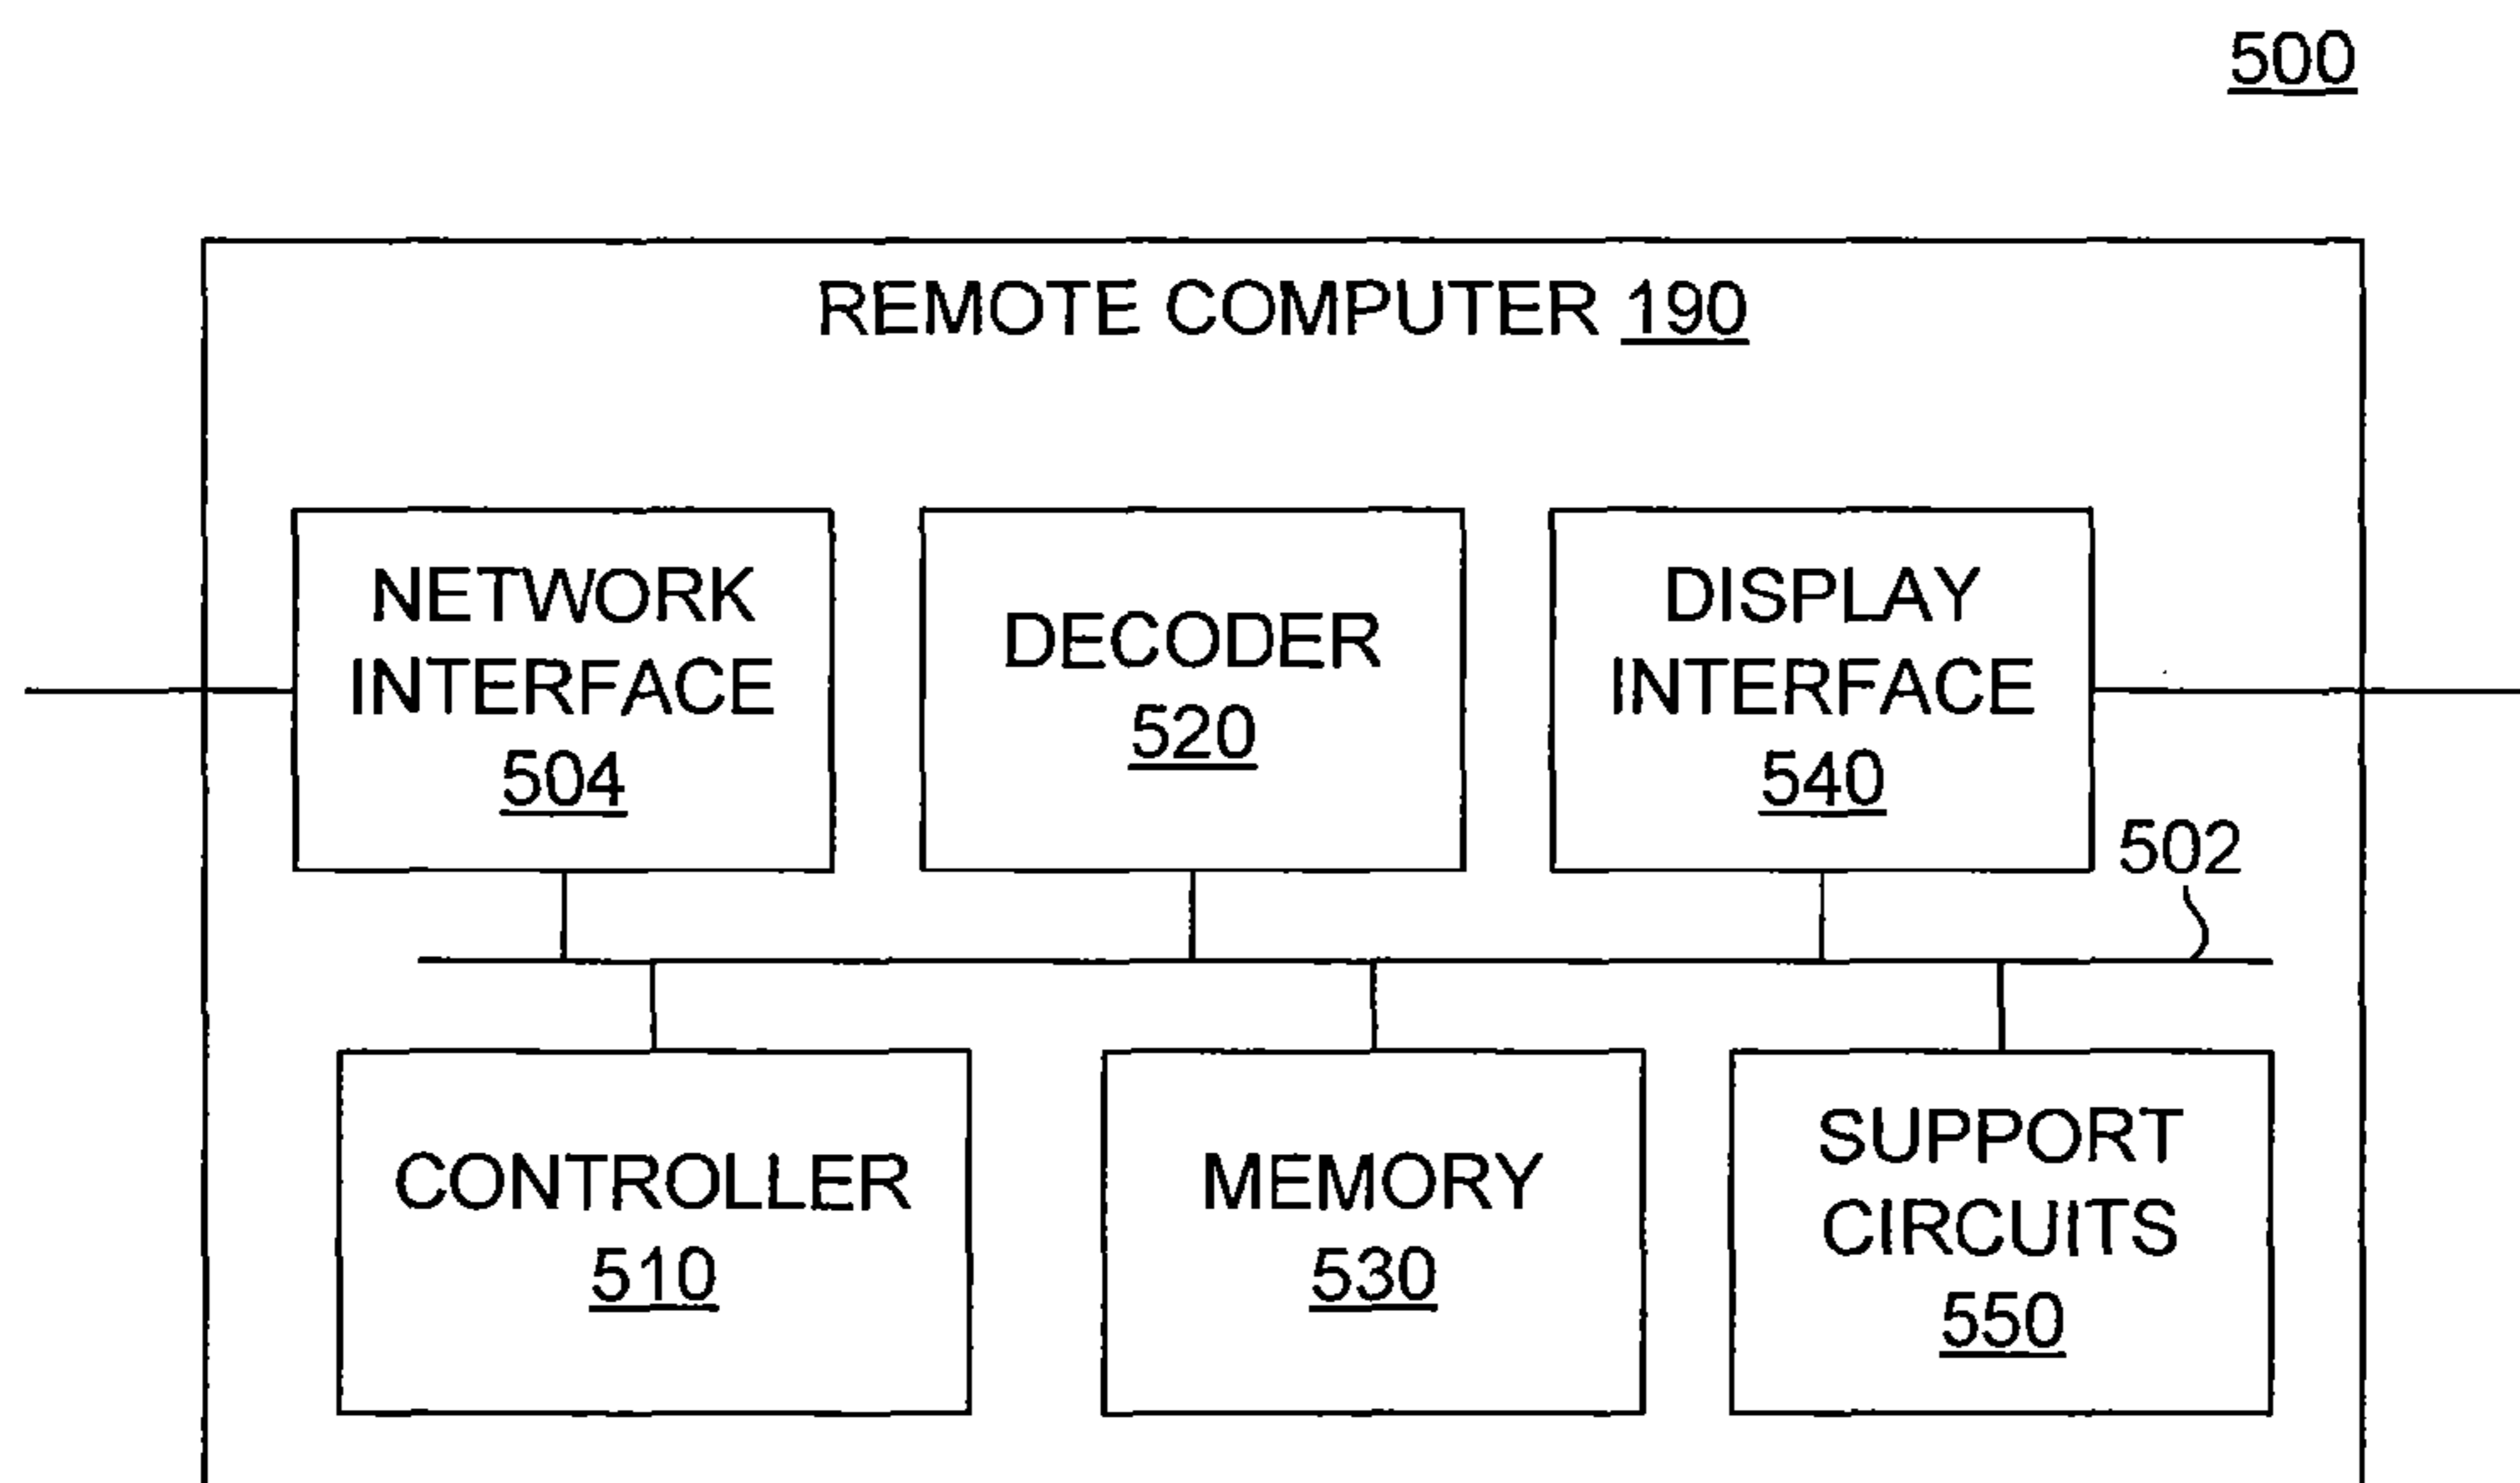 500
REMOTE COMPUTER 190
NETWORK
INTERFACE
504
DECODER
520
DISPLAY
INTERFACE
540
502
CONTROLLER
510
MEMORY
530
SUPPORT
CIRCUITS
550